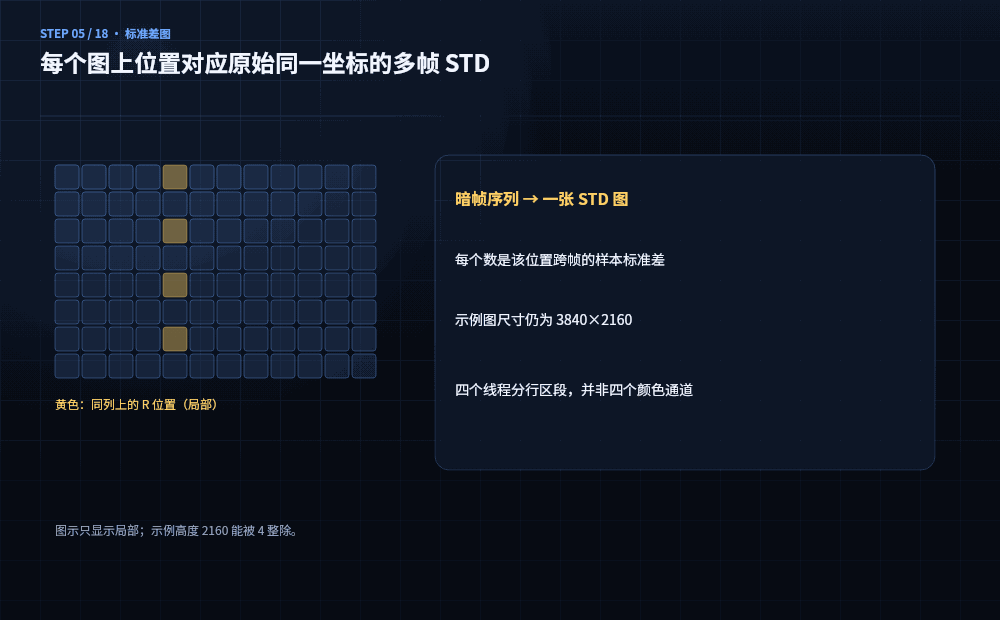 STEP 05 / 18 · 标准差图
每个图上位置对应原始同一坐标的多帧 STD
暗帧序列 → 一张 STD 图
每个数是该位置跨帧的样本标准差
示例图尺寸仍为 3840×2160
四个线程分行区段，并非四个颜色通道
黄色：同列上的 R 位置（局部）
图示只显示局部；示例高度 2160 能被 4 整除。